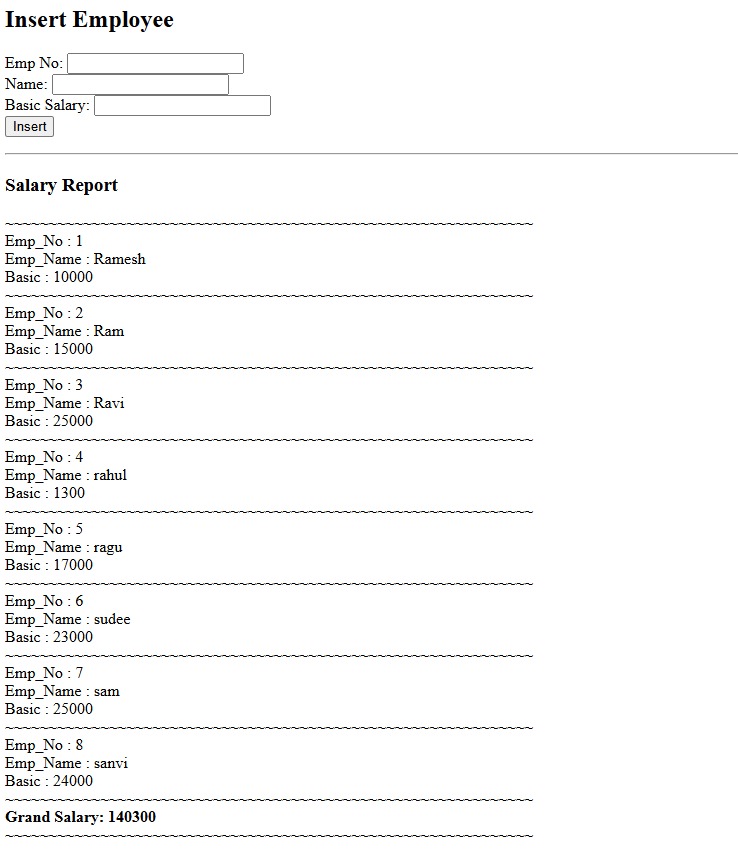 Insert Employee
Emp No:
Name:
Basic Salary:
Insert
Salary Report
~~~~~~~~~~~~~~~~~~~~~~~~~~~~~~~~~~~~~~~~~~~~~~~~~~~~~~~~~~~~~~~~~~
Emp_No : 1
Emp_Name : Ramesh
Basic : 10000
~~~~~~~~~~~~~~~~~~~~~~~~~~~~~~~~~~~~~~~~~~~~~~~~~~~~~~~~~~~~~~~~~~
Emp_No : 2
Emp_Name : Ram
Basic : 15000
~~~~~~~~~~~~~~~~~~~~~~~~~~~~~~~~~~~~~~~~~~~~~~~~~~~~~~~~~~~~~~~~~~
Emp_No : 3
Emp_Name : Ravi
Basic : 25000
~~~~~~~~~~~~~~~~~~~~~~~~~~~~~~~~~~~~~~~~~~~~~~~~~~~~~~~~~~~~~~~~~~
Emp_No : 4
Emp_Name : rahul
Basic : 1300
~~~~~~~~~~~~~~~~~~~~~~~~~~~~~~~~~~~~~~~~~~~~~~~~~~~~~~~~~~~~~~~~~~
Emp_No : 5
Emp_Name : ragu
Basic : 17000
~~~~~~~~~~~~~~~~~~~~~~~~~~~~~~~~~~~~~~~~~~~~~~~~~~~~~~~~~~~~~~~~~~
Emp_No : 6
Emp_Name : sudee
Basic : 23000
~~~~~~~~~~~~~~~~~~~~~~~~~~~~~~~~~~~~~~~~~~~~~~~~~~~~~~~~~~~~~~~~~~
Emp_No : 7
Emp_Name : sam
Basic : 25000
~~~~~~~~~~~~~~~~~~~~~~~~~~~~~~~~~~~~~~~~~~~~~~~~~~~~~~~~~~~~~~~~~~
Emp_No : 8
Emp_Name : sanvi
Basic : 24000
~~~~~~~~~~~~~~~~~~~~~~~~~~~~~~~~~~~~~~~~~~~~~~~~~~~~~~~~~~~~~~~~~~
Grand Salary: 140300
~~~~~~~~~~~~~~~~~~~~~~~~~~~~~~~~~~~~~~~~~~~~~~~~~~~~~~~~~~~~~~~~~~